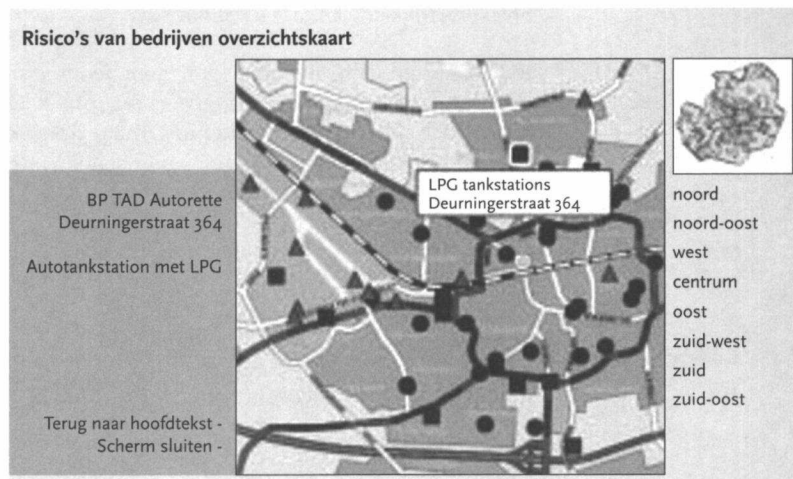 Risico's van bedrijven overzichtskaart
BP TAD Autorette
Deurningerstraat 364
Autotankstation met LPG
Terug naar hoofdtekst -
Scherm sluiten -
LPG tankstations
Deurningerstraat 364
noord
noord-oost
west
centrum
oost
zuid-west
zuid
zuid-oost